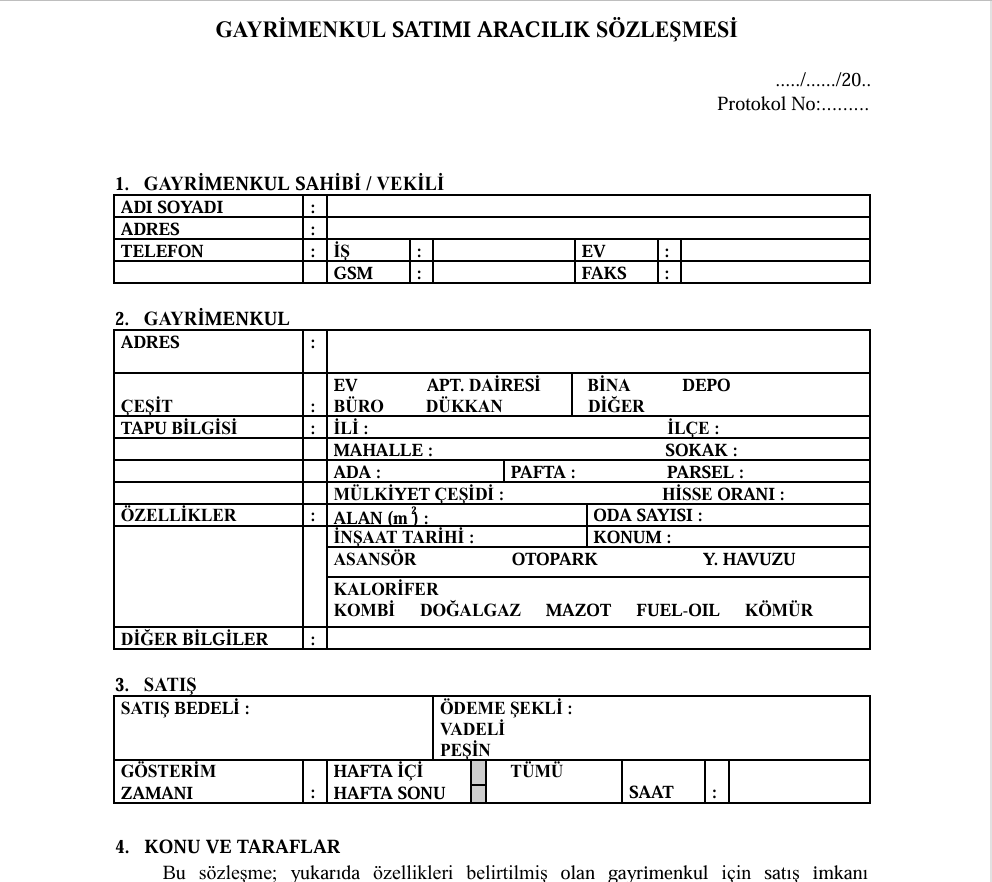 GAYRİMENKUL SATIMI ARACILIK SÖZLEŞMESİ
...../....../20..
Protokol No:.........
1. GAYRİMENKUL SAHİBİ / VEKİLİ
ADI SOYADI :
ADRES :
TELEFON : İŞ : EV :
GSM : FAKS :
2. GAYRİMENKUL
ADRES :
EV APT. DAİRESİ BİNA DEPO
ÇEŞİT : BÜRO DÜKKAN DİĞER
TAPU BİLGİSİ : İLİ : İLÇE :
MAHALLE : SOKAK :
ADA : PAFTA : PARSEL :
MÜLKİYET ÇEŞİDİ : HİSSE ORANI :
ÖZELLİKLER : ALAN (m²) : ODA SAYISI :
İNŞAAT TARİHİ : KONUM :
ASANSÖR OTOPARK Y. HAVUZU
KALORİFER
KOMBİ DOĞALGAZ MAZOT FUEL-OIL KÖMÜR
DİĞER BİLGİLER :
3. SATIŞ
SATIŞ BEDELİ : ÖDEME ŞEKLİ :
VADELİ
PEŞİN
GÖSTERİM HAFTA İÇİ TÜMÜ
ZAMANI : HAFTA SONU SAAT :
4. KONU VE TARAFLAR
Bu sözleşme; yukarıda özellikleri belirtilmiş olan gayrimenkul için satış imkanı